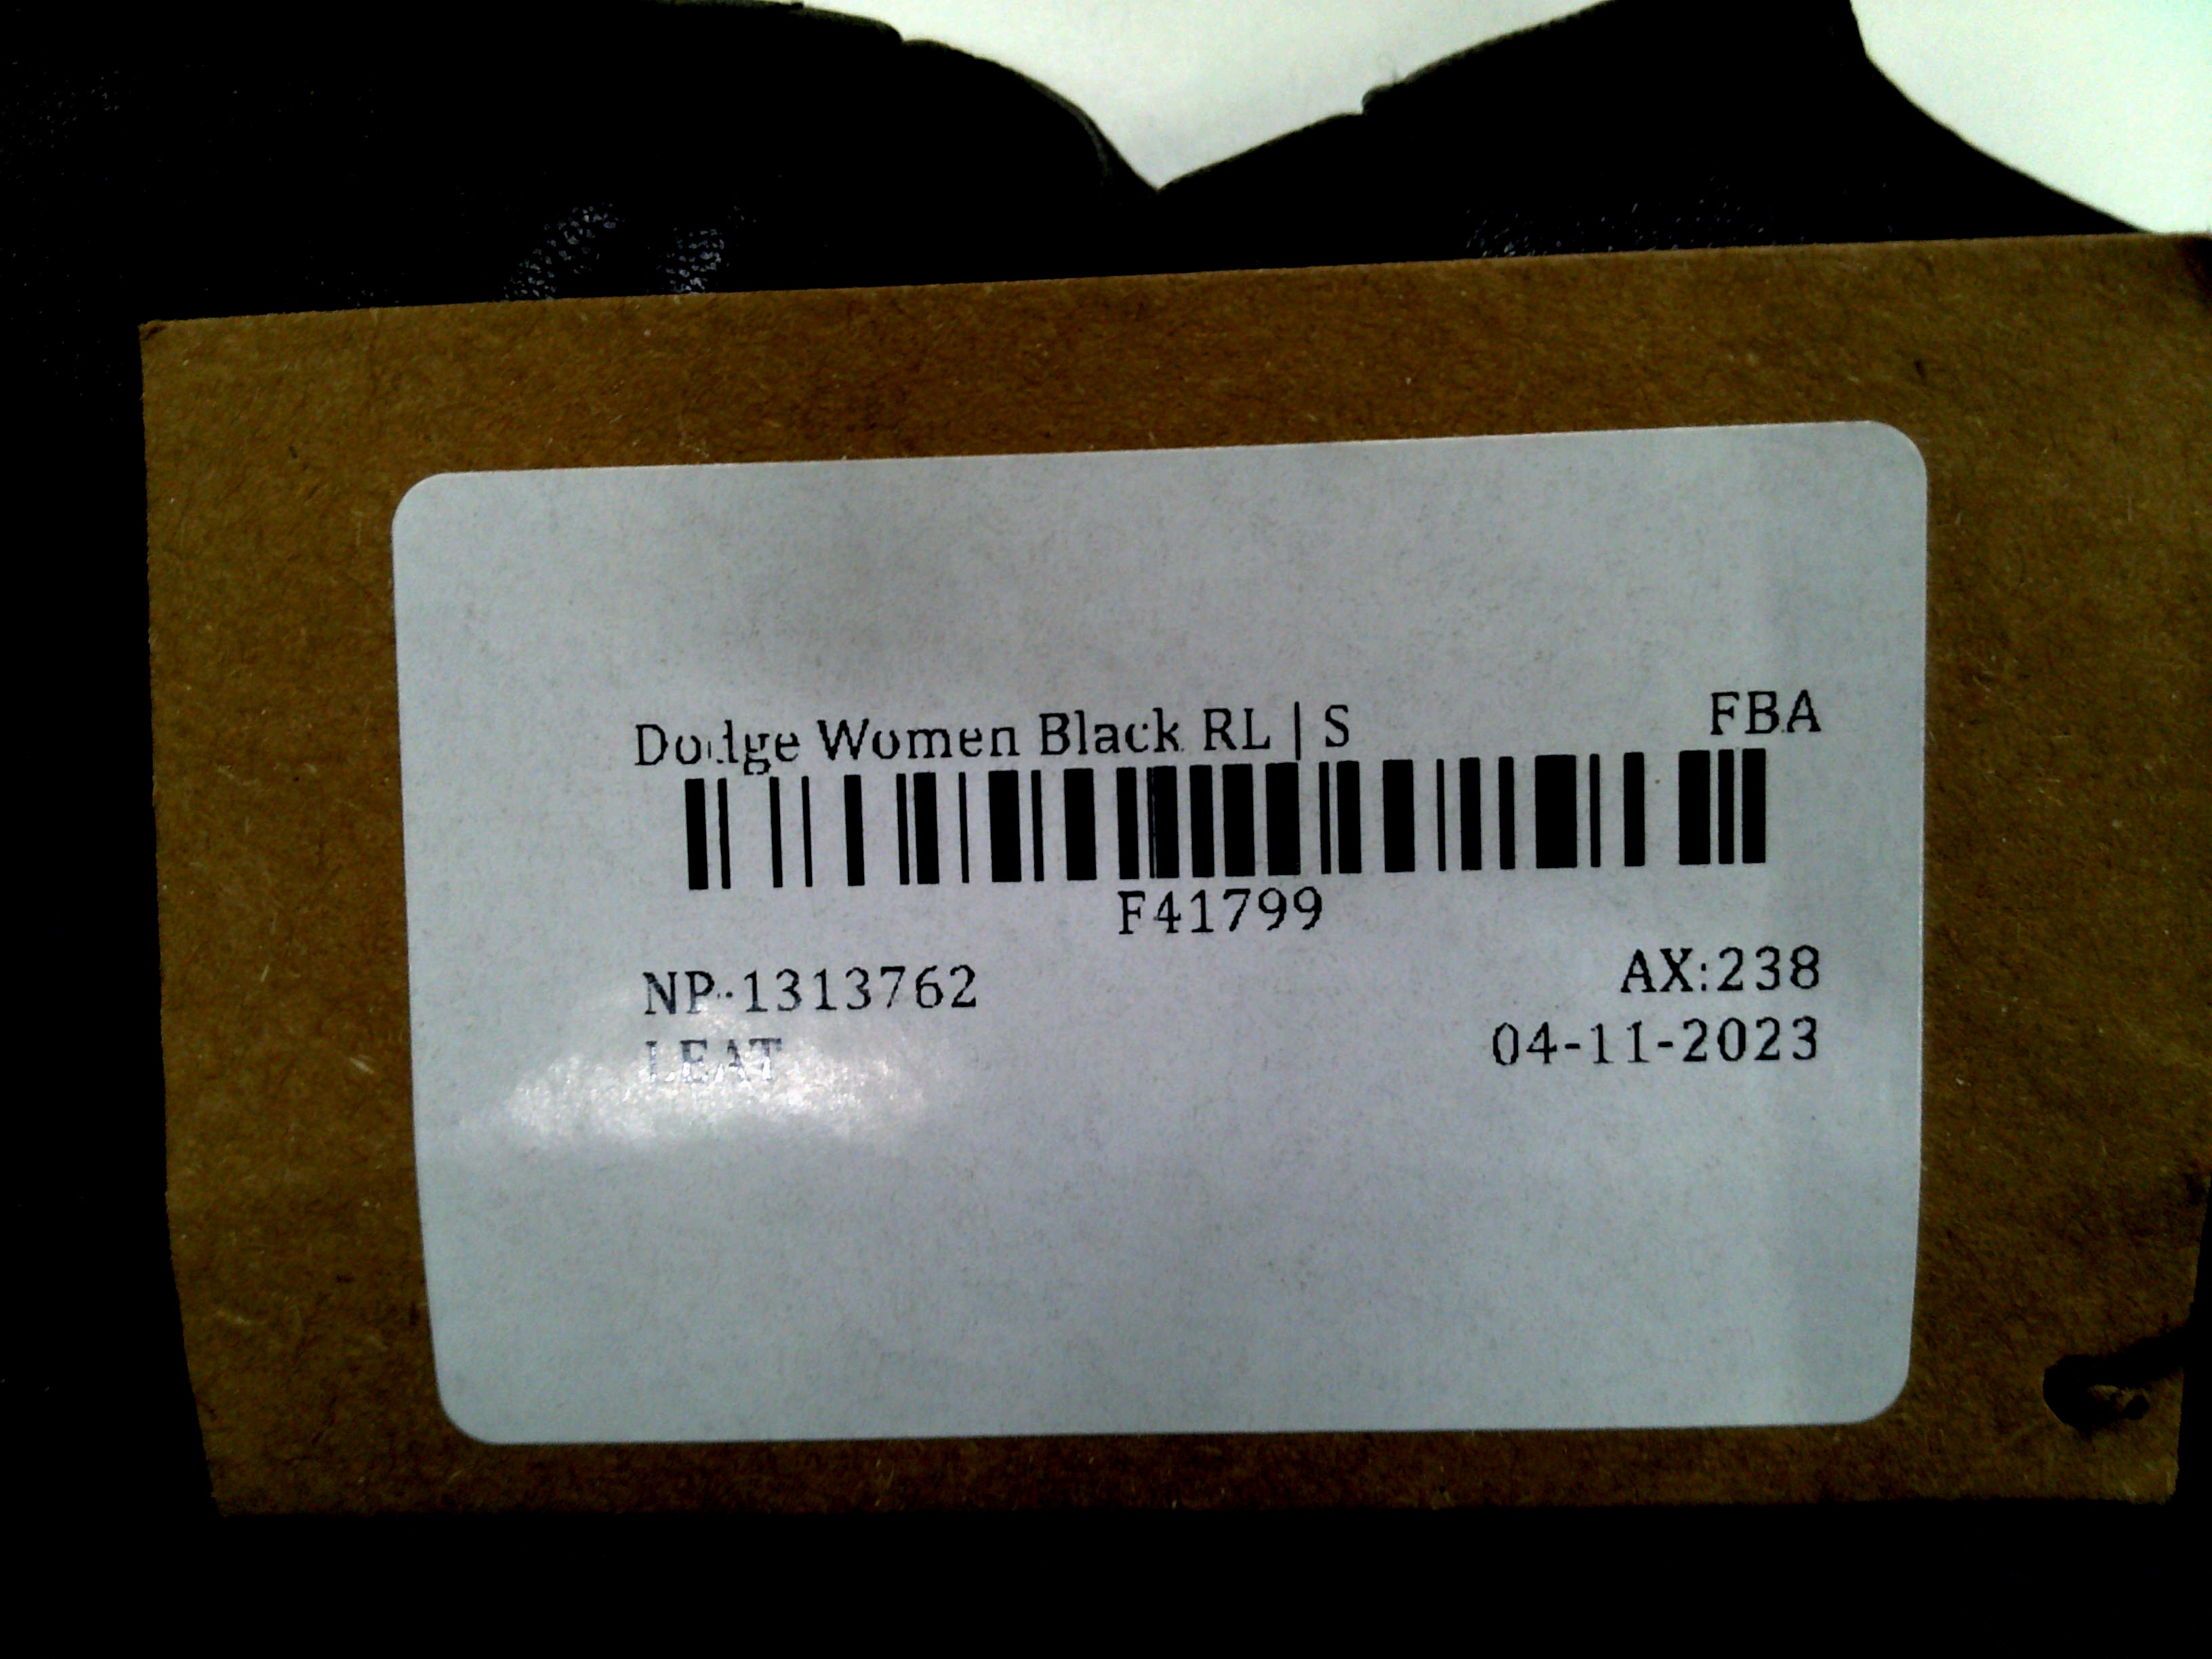 Dodge Women Black RL | S FBA
F41799
NP-1313762 AX:238
LEAT 04-11-2023